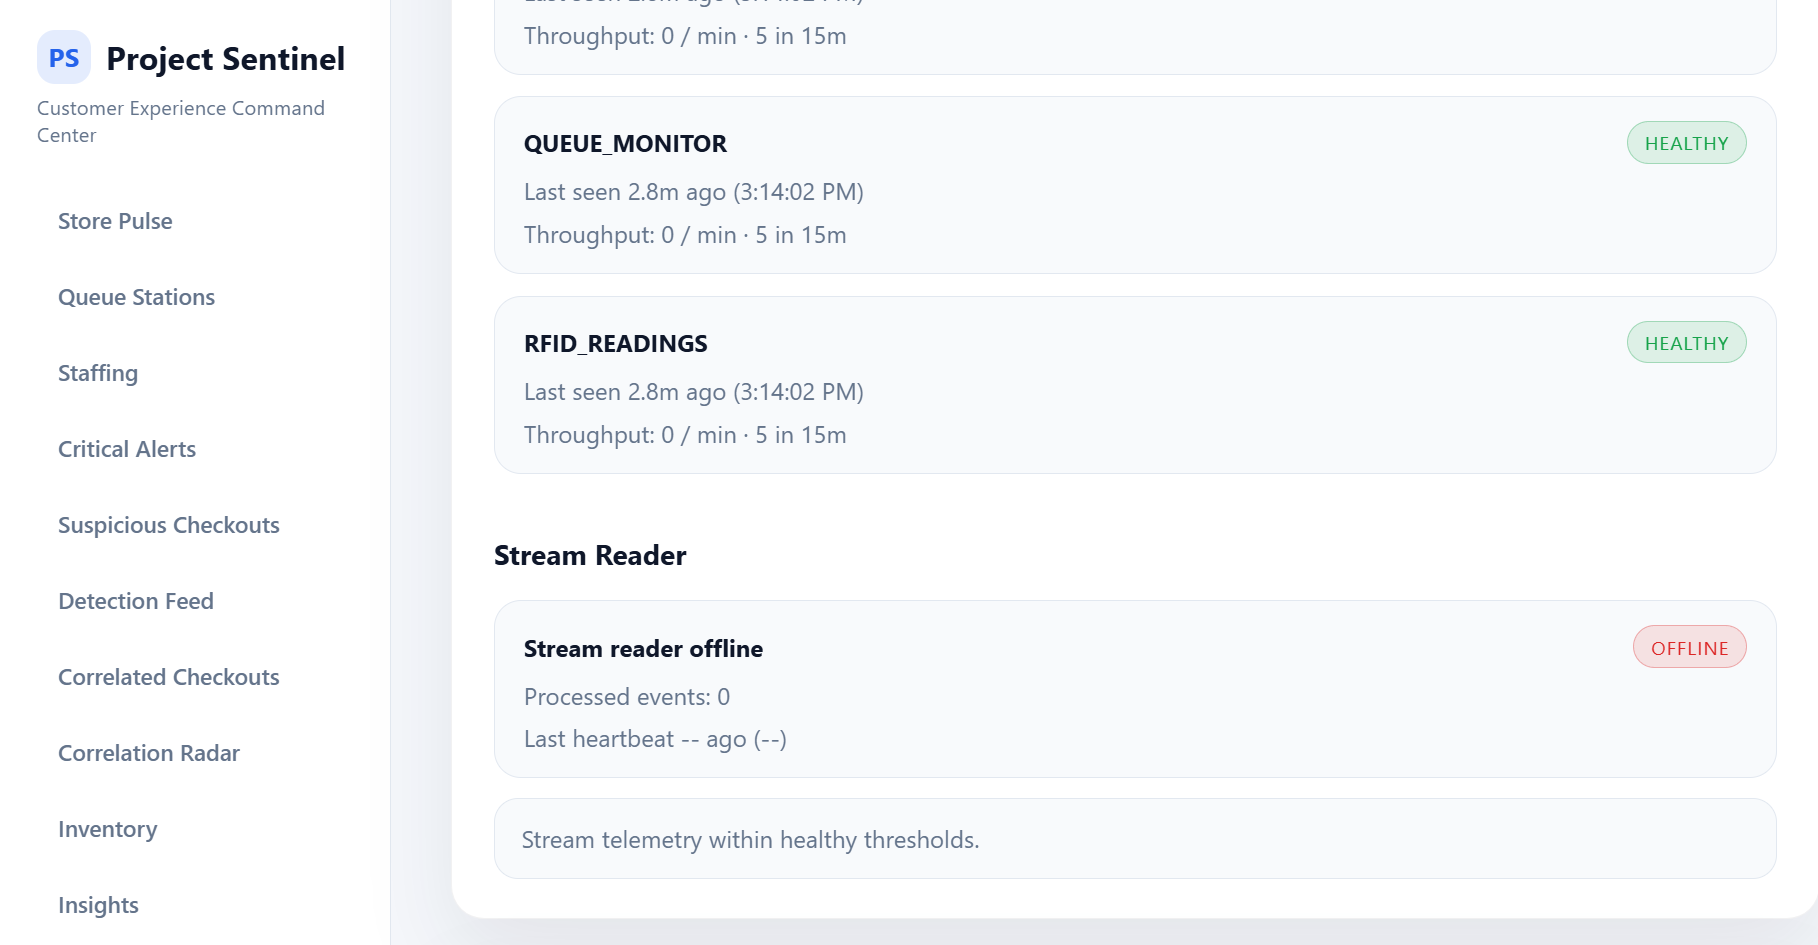 PS Project Sentinel
Customer Experience Command
Center
Store Pulse
Queue Stations
Staffing
Critical Alerts
Suspicious Checkouts
Detection Feed
Correlated Checkouts
Correlation Radar
Inventory
Insights
Throughput: 0 / min · 5 in 15m
QUEUE_MONITOR
HEALTHY
Last seen 2.8m ago (3:14:02 PM)
Throughput: 0 / min · 5 in 15m
RFID_READINGS
HEALTHY
Last seen 2.8m ago (3:14:02 PM)
Throughput: 0 / min · 5 in 15m
Stream Reader
Stream reader offline
OFFLINE
Processed events: 0
Last heartbeat -- ago (--)
Stream telemetry within healthy thresholds.